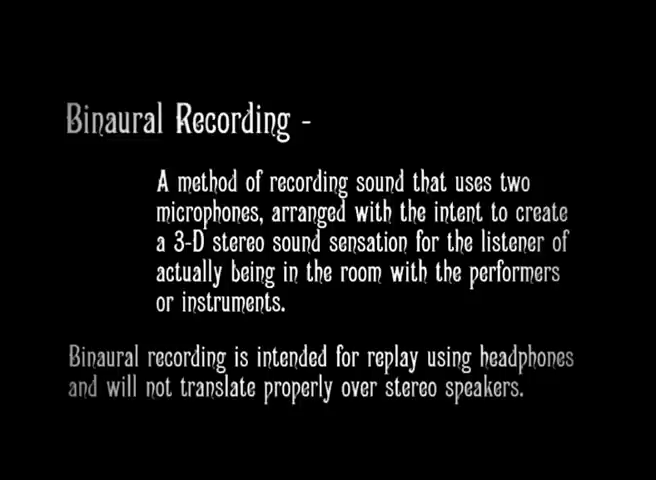 Binaural Recording -
A method of recording sound that uses two
microphones, arranged with the intent to create
a 3-D stereo sound sensation for the listener of
actually being in the room with the performers
or instruments.
Binaural recording is intended for replay using headphones
and will not translate properly over stereo speakers.